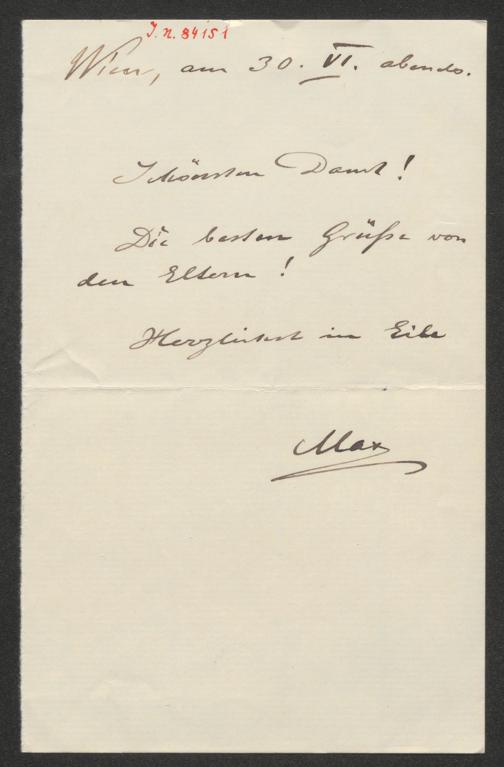 J.N. 84151
Wien, am 30. VI. abends.
Schönsten Dank!
Die besten Grüße von
den Eltern!
Herzlichst in Eile
Max